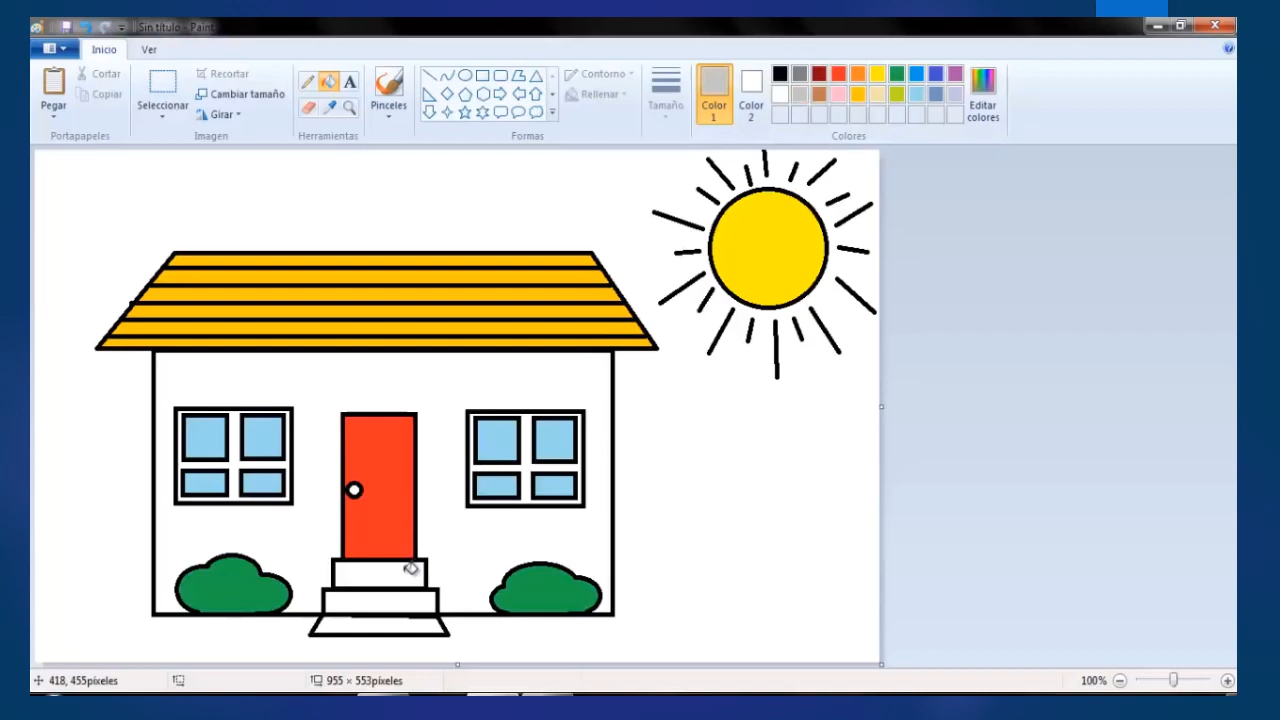 Sin título - Paint
Inicio Ver
Pegar
Cortar
Copiar
Portapapeles
Seleccionar
Recortar
Cambiar tamaño
Girar
Imagen
A
Herramientas
Pinceles
Contorno
Rellenar
Formas
Tamaño
Color 1
Color 2
Editar colores
Colores
418, 455píxeles
955 × 553píxeles
100%